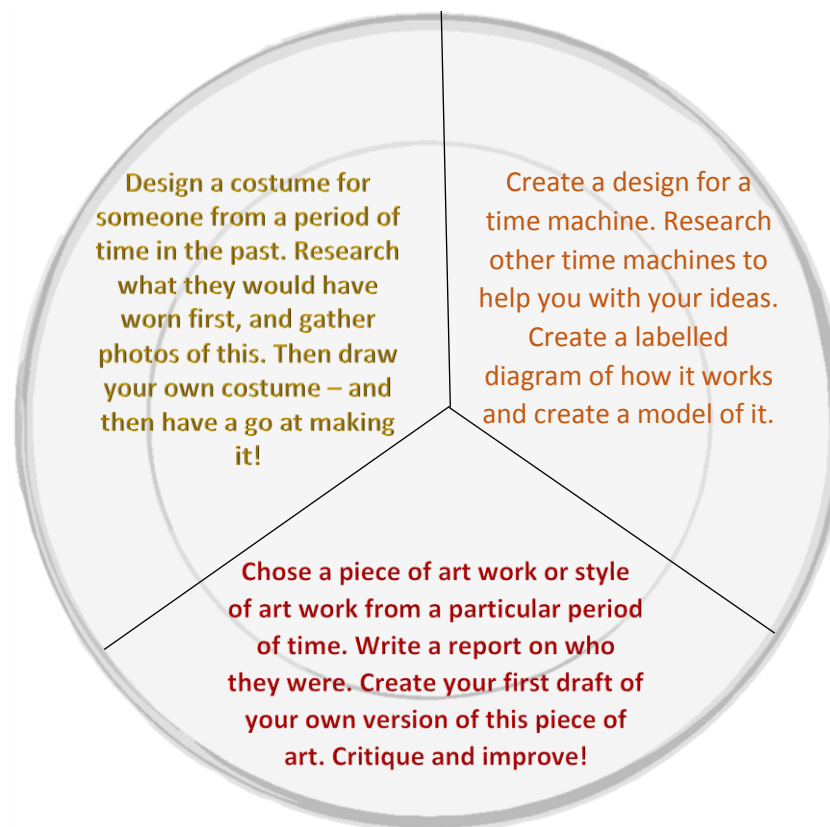 Design a costume for
someone from a period of
time in the past. Research
what they would have
worn first, and gather
photos of this. Then draw
your own costume – and
then have a go at making
it!
Create a design for a
time machine. Research
other time machines to
help you with your ideas.
Create a labelled
diagram of how it works
and create a model of it.
Chose a piece of art work or style
of art work from a particular period
of time. Write a report on who
they were. Create your first draft of
your own version of this piece of
art. Critique and improve!